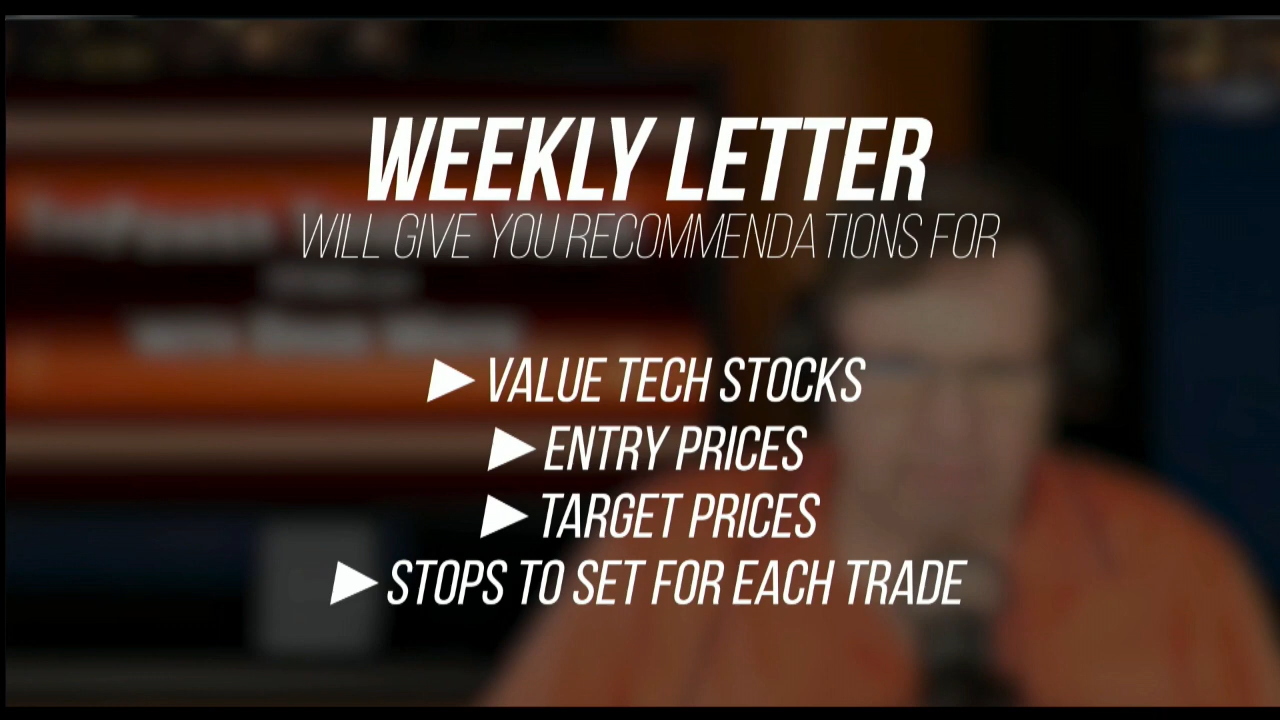 WEEKLY LETTER
WILL GIVE YOU RECOMMENDATIONS FOR
▶ VALUE TECH STOCKS
▶ ENTRY PRICES
▶ TARGET PRICES
▶ STOPS TO SET FOR EACH TRADE